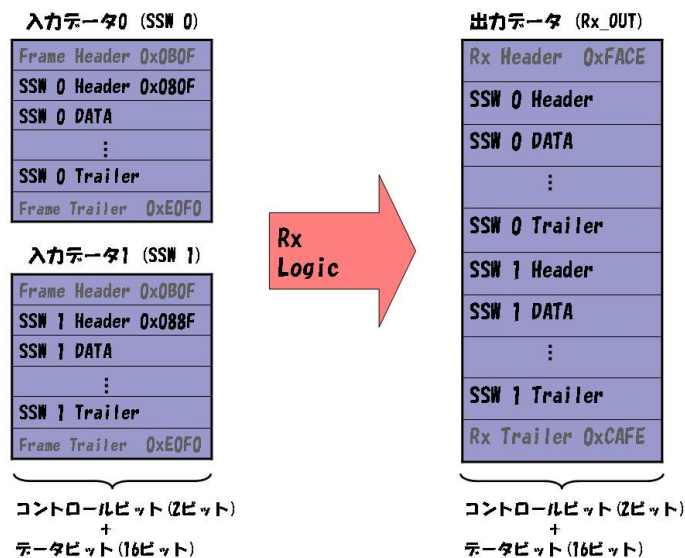 入力データ0 (SSW 0)
Frame Header 0x0B0F
SSW 0 Header 0x080F
SSW 0 DATA
⋮
SSW 0 Trailer
Frame Trailer 0xE0F0
入力データ1 (SSW 1)
Frame Header 0x0B0F
SSW 1 Header 0x088F
SSW 1 DATA
⋮
SSW 1 Trailer
Frame Trailer 0xE0F0
コントロールビット(2ビット)
+
データビット(16ビット)
Rx
Logic
出力データ (Rx_OUT)
Rx Header 0xFACE
SSW 0 Header
SSW 0 DATA
⋮
SSW 0 Trailer
SSW 1 Header
SSW 1 DATA
⋮
SSW 1 Trailer
Rx Trailer 0xCAFE
コントロールビット(2ビット)
+
データビット(16ビット)